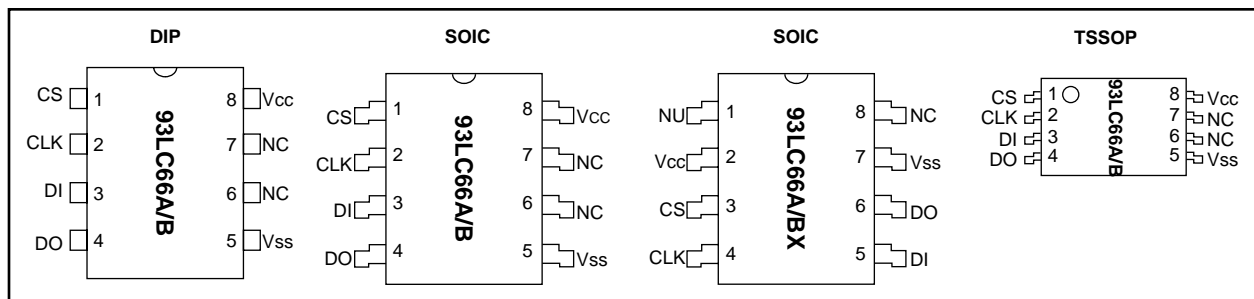 DIP
CS 1 8 Vcc
CLK 2 7 NC
DI 3 6 NC
DO 4 5 Vss
93LC66A/B
SOIC
CS 1 8 Vcc
CLK 2 7 NC
DI 3 6 NC
DO 4 5 Vss
93LC66A/B
SOIC
NU 1 8 NC
Vcc 2 7 Vss
CS 3 6 DO
CLK 4 5 DI
93LC66A/BX
TSSOP
CS 1 8 Vcc
CLK 2 7 NC
DI 3 6 NC
DO 4 5 Vss
93LC66A/B